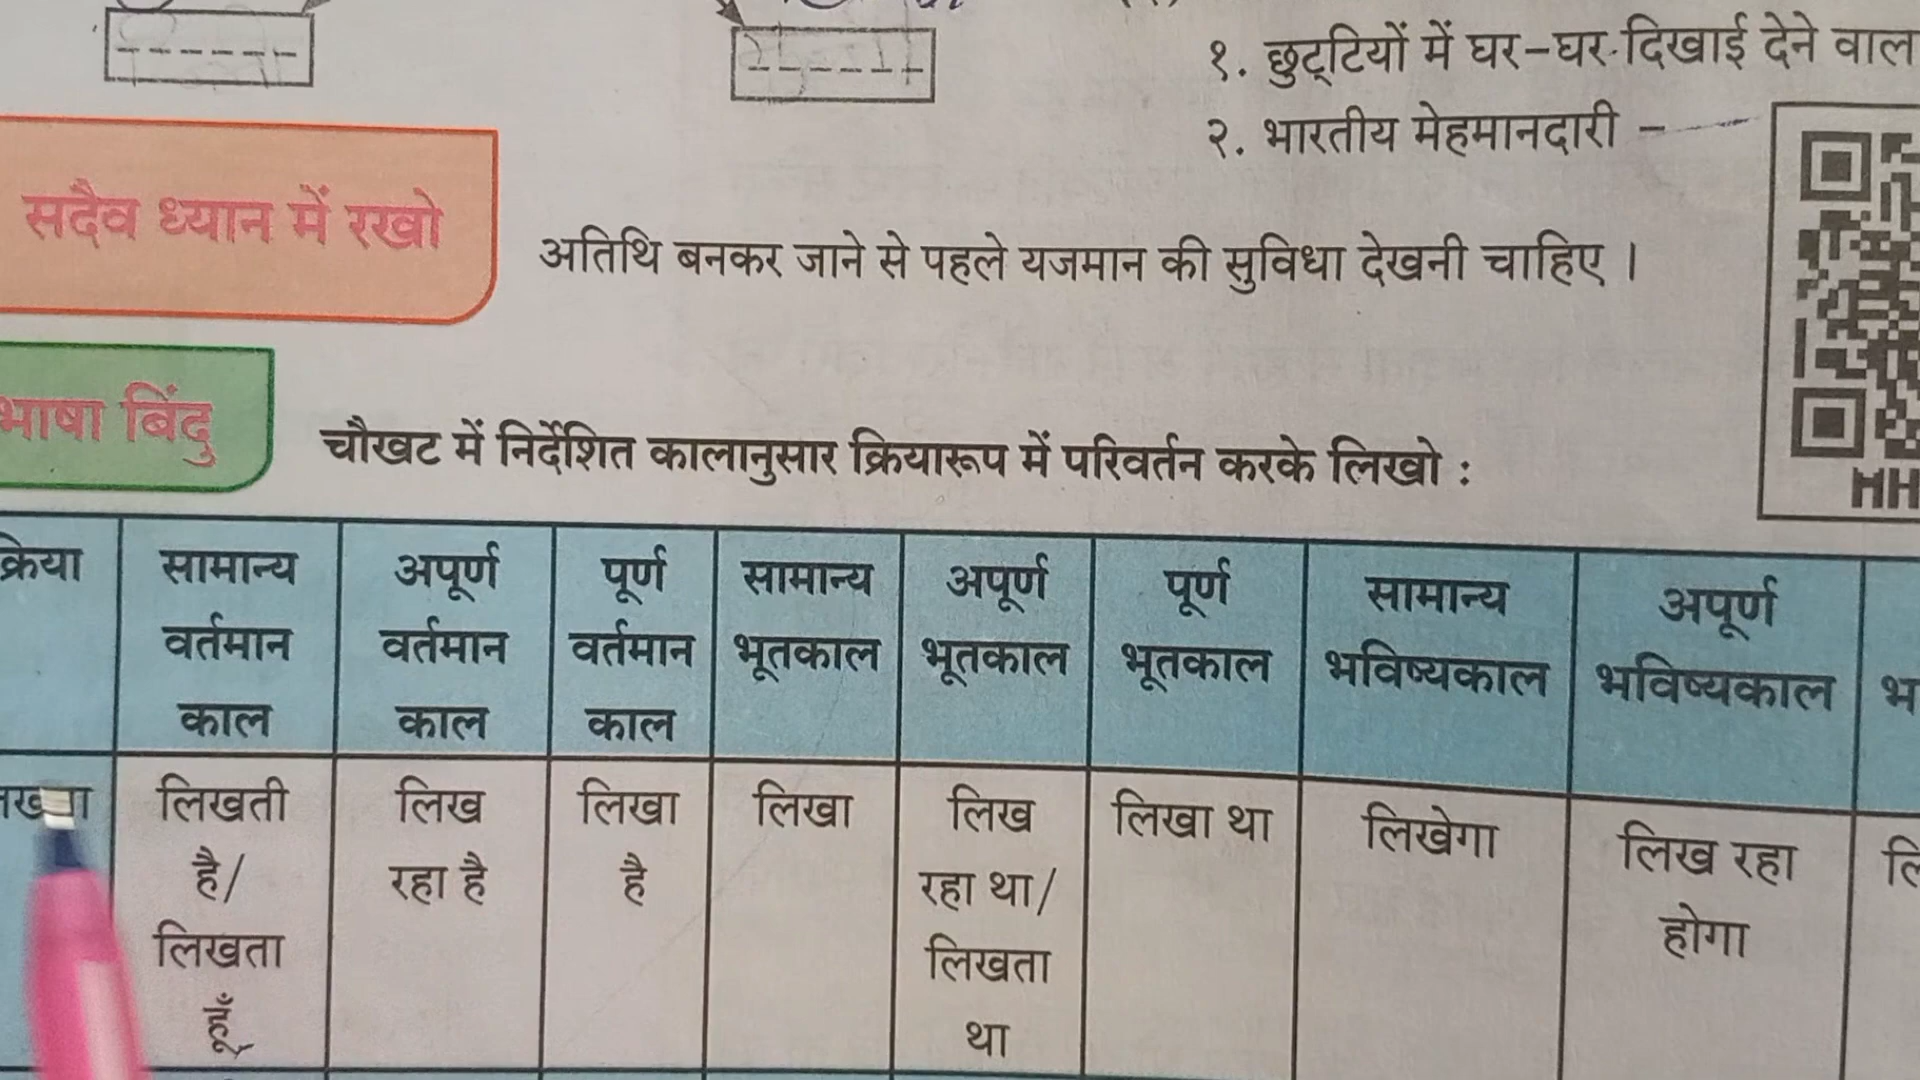 १. छुट्टियों में घर-घर दिखाई देने वाल
२. भारतीय मेहमानदारी -
सदैव ध्यान में रखो
अतिथि बनकर जाने से पहले यजमान की सुविधा देखनी चाहिए ।
MH
भाषा बिंदु
चौखट में निर्देशित कालानुसार क्रियारूप में परिवर्तन करके लिखो :
क्रिया
सामान्य
वर्तमान
काल
अपूर्ण
वर्तमान
काल
पूर्ण
वर्तमान
काल
सामान्य
भूतकाल
अपूर्ण
भूतकाल
पूर्ण
भूतकाल
सामान्य
भविष्यकाल
अपूर्ण
भविष्यकाल
भ
लिखती
है/
लिखता
हूँ
लिख
रहा है
लिखा
है
लिखा
लिख
रहा था/
लिखता
था
लिखा था
लिखेगा
लिख रहा
होगा
लि